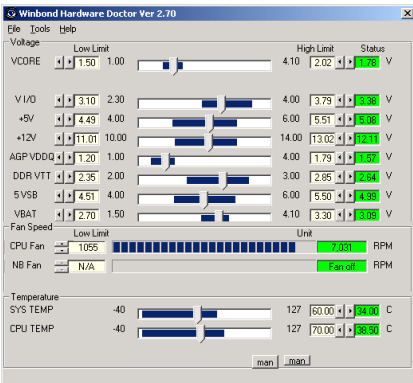 Winbond Hardware Doctor Ver 2.70
File Tools Help
Voltage
Low Limit High Limit Status
VCORE 1.50 1.00 4.10 2.02 1.78 V
V I/O 3.10 2.30 4.00 3.79 3.38 V
+5V 4.49 4.00 6.00 5.51 5.08 V
+12V 11.01 10.00 14.00 13.02 12.11 V
AGP VDDQ 1.20 1.00 4.00 1.79 1.57 V
DDR VTT 2.35 2.00 3.00 2.85 2.64 V
5 VSB 4.51 4.00 6.00 5.50 4.99 V
VBAT 2.70 1.50 4.10 3.30 3.09 V
Fan Speed
Low Limit Unit
CPU Fan 1055 7,031 RPM
NB Fan N/A Fan off RPM
Temperature
SYS TEMP -40 127 60.00 34.00 C
CPU TEMP -40 127 70.00 38.50 C
man man